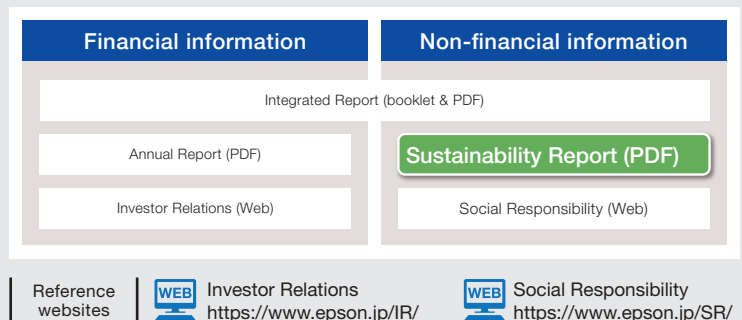 Financial information
Non-financial information
Integrated Report (booklet & PDF)
Annual Report (PDF)
Sustainability Report (PDF)
Investor Relations (Web)
Social Responsibility (Web)
Reference
websites
WEB
Investor Relations
https://www.epson.jp/IR/
WEB
Social Responsibility
https://www.epson.jp/SR/